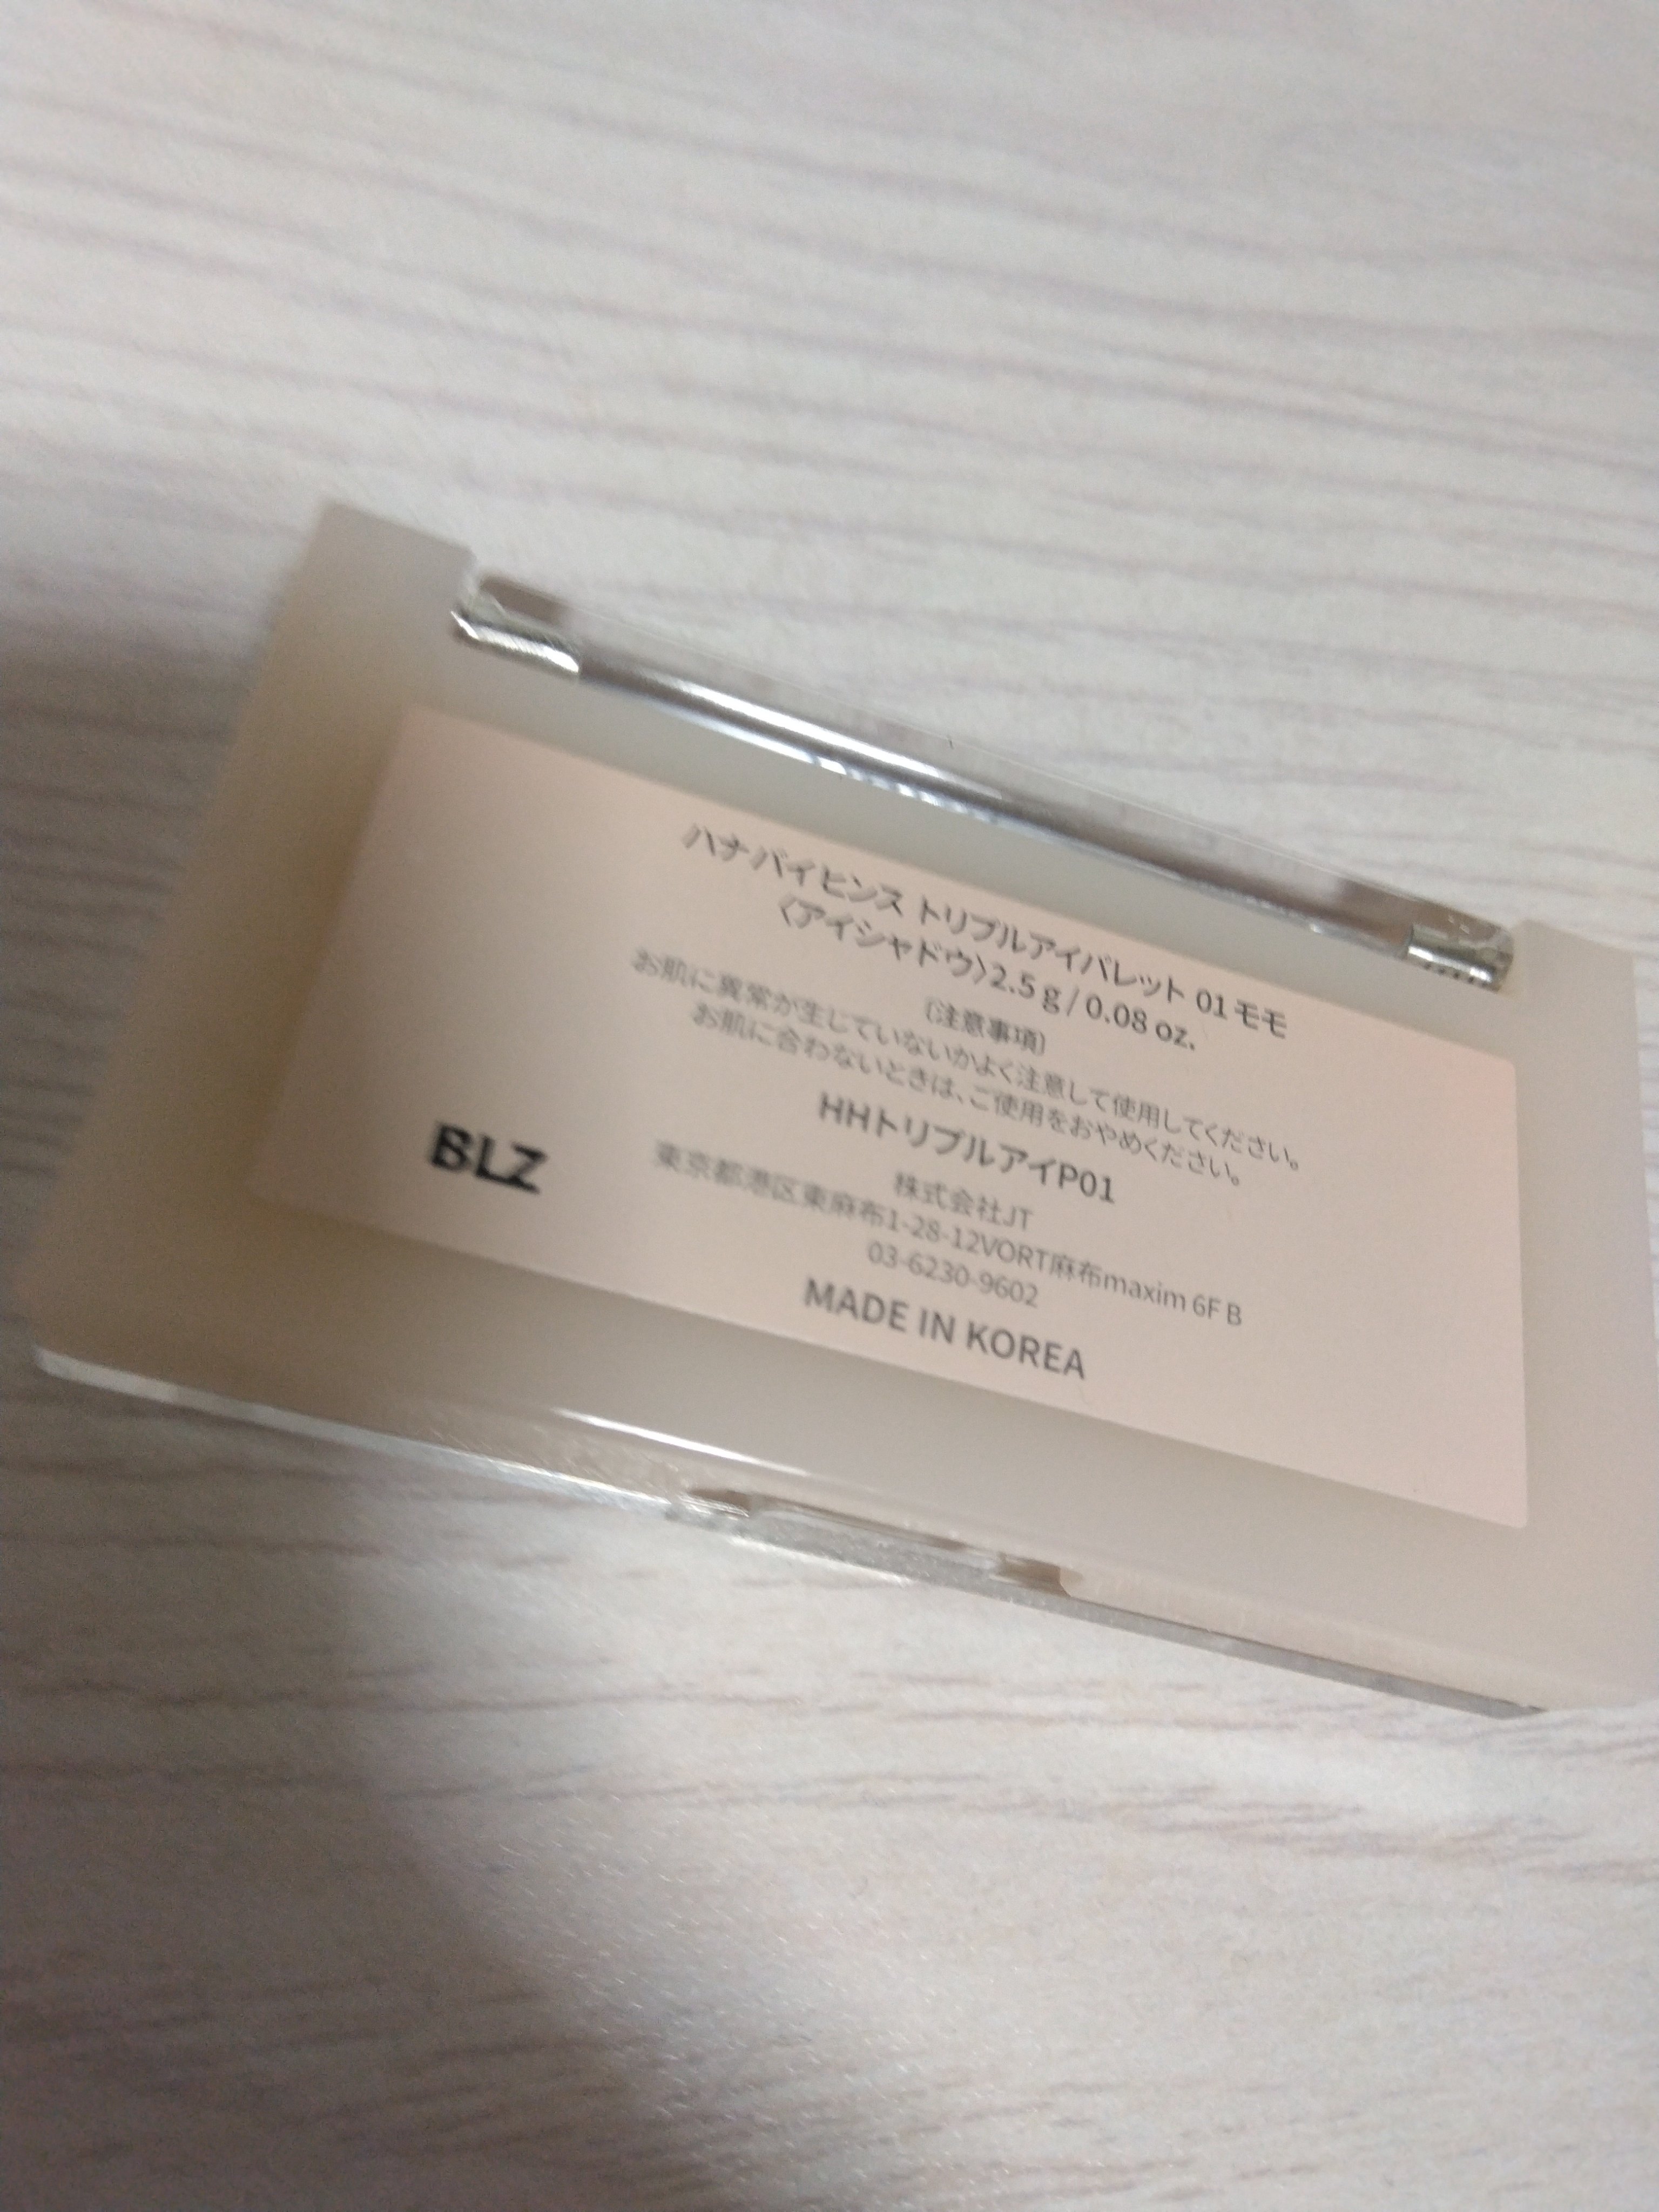 ハナバイヒンス トリプルアイパレット 01 モモ
〈アイシャドウ〉2.5 g / 0.08 oz.
〔注意事項〕
お肌に異常が生じていないかよく注意して使用してください。
お肌に合わないときは、ご使用をおやめください。
HHトリプルアイP01
株式会社JT
東京都港区東麻布1-28-12VORT麻布maxim 6F B
03-6230-9602
MADE IN KOREA
BLZ